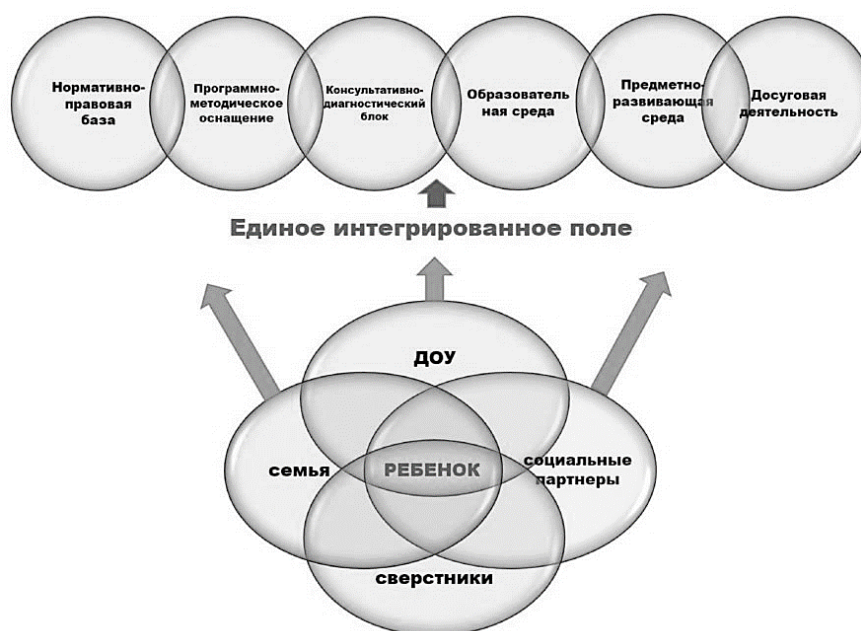 Нормативно-
правовая
база
Программно-
методическое
оснащение
Консультативно-
диагностический
блок
Образователь
ная среда
Предметно-
развивающая
среда
Досуговая
деятельность
Единое интегрированное поле
ДОУ
семья
РЕБЕНОК
социальные
партнеры
сверстники